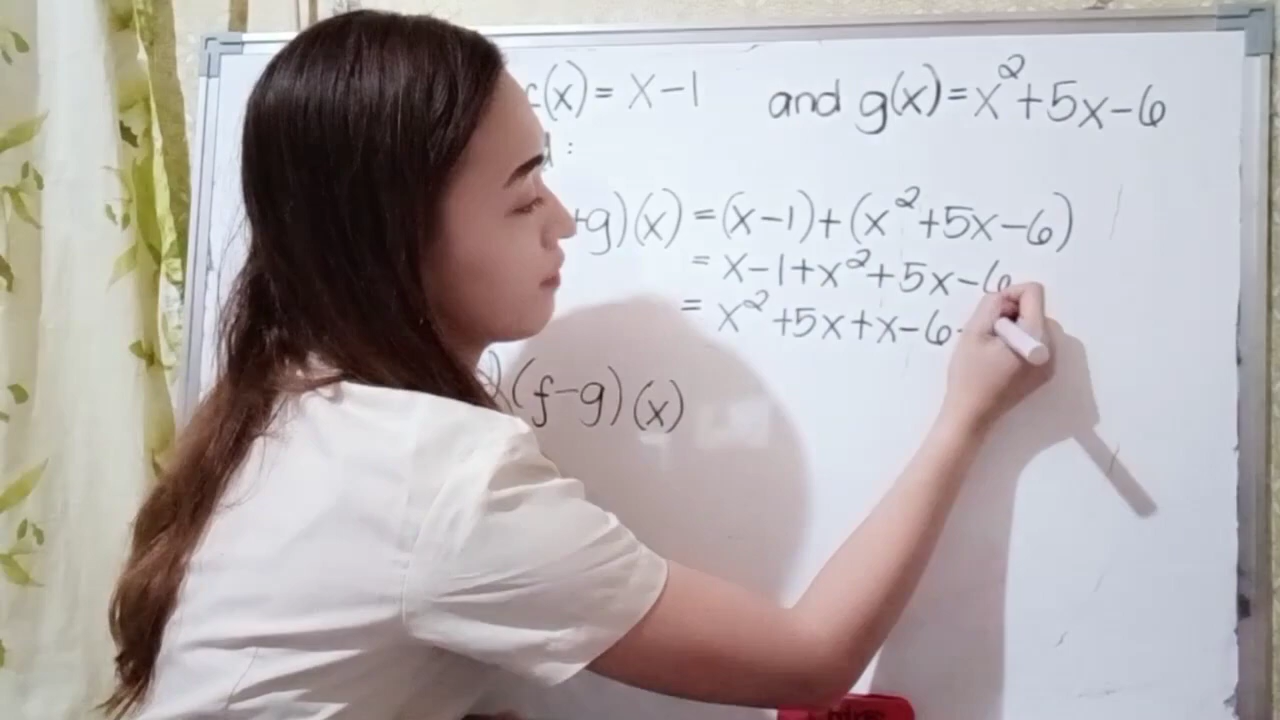 (x) = x-1 and g(x) = x²+5x-6
:
+g)(x) = (x-1)+(x²+5x-6)
= x-1+x²+5x-6
= x²+5x+x-6-
(f-g)(x)